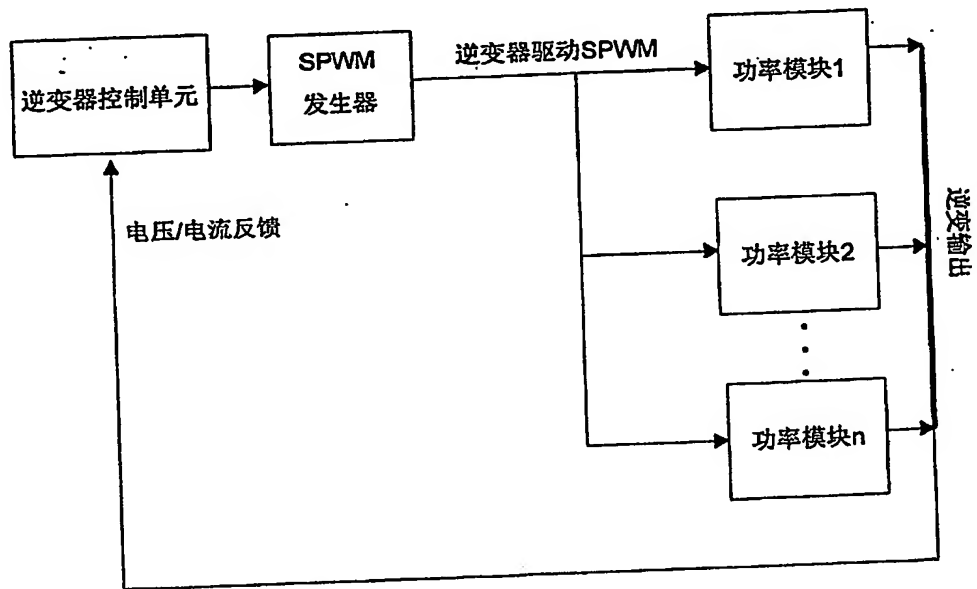 逆变器控制单元
SPWM
发生器
逆变器驱动SPWM
功率模块1
电压/电流反馈
功率模块2
逆变输出
功率模块n